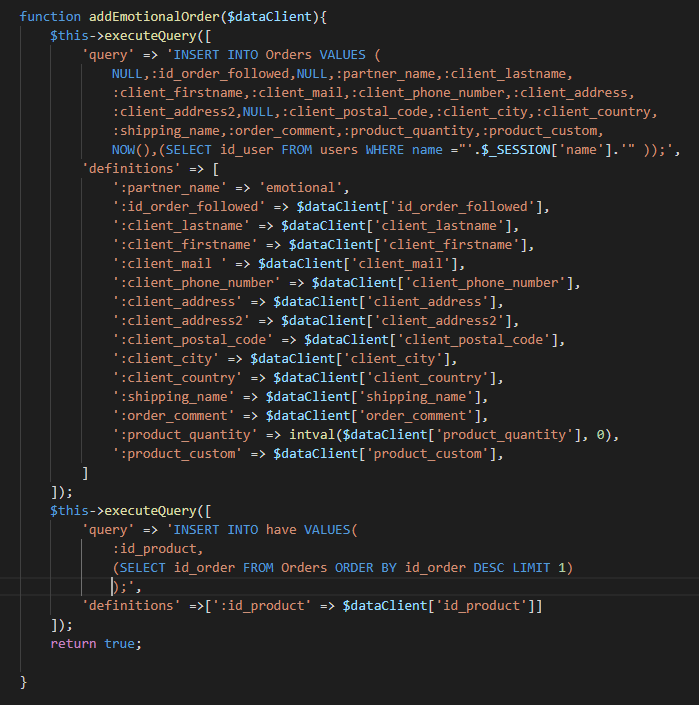 function addEmotionalOrder($dataClient){
$this->executeQuery([
'query' => 'INSERT INTO Orders VALUES (
NULL,:id_order_followed,NULL,:partner_name,:client_lastname,
:client_firstname,:client_mail,:client_phone_number,:client_address,
:client_address2,NULL,:client_postal_code,:client_city,:client_country,
:shipping_name,:order_comment,:product_quantity,:product_custom,
NOW(),(SELECT id_user FROM users WHERE name ="'.$_SESSION['name'].'" ));',
'definitions' => [
':partner_name' => 'emotional',
':id_order_followed' => $dataClient['id_order_followed'],
':client_lastname' => $dataClient['client_lastname'],
':client_firstname' => $dataClient['client_firstname'],
':client_mail ' => $dataClient['client_mail'],
':client_phone_number' => $dataClient['client_phone_number'],
':client_address' => $dataClient['client_address'],
':client_address2' => $dataClient['client_address2'],
':client_postal_code' => $dataClient['client_postal_code'],
':client_city' => $dataClient['client_city'],
':client_country' => $dataClient['client_country'],
':shipping_name' => $dataClient['shipping_name'],
':order_comment' => $dataClient['order_comment'],
':product_quantity' => intval($dataClient['product_quantity'], 0),
':product_custom' => $dataClient['product_custom'],
]
]);
$this->executeQuery([
'query' => 'INSERT INTO have VALUES(
:id_product,
(SELECT id_order FROM Orders ORDER BY id_order DESC LIMIT 1)
);',
'definitions' =>[':id_product' => $dataClient['id_product']]
]);
return true;
}